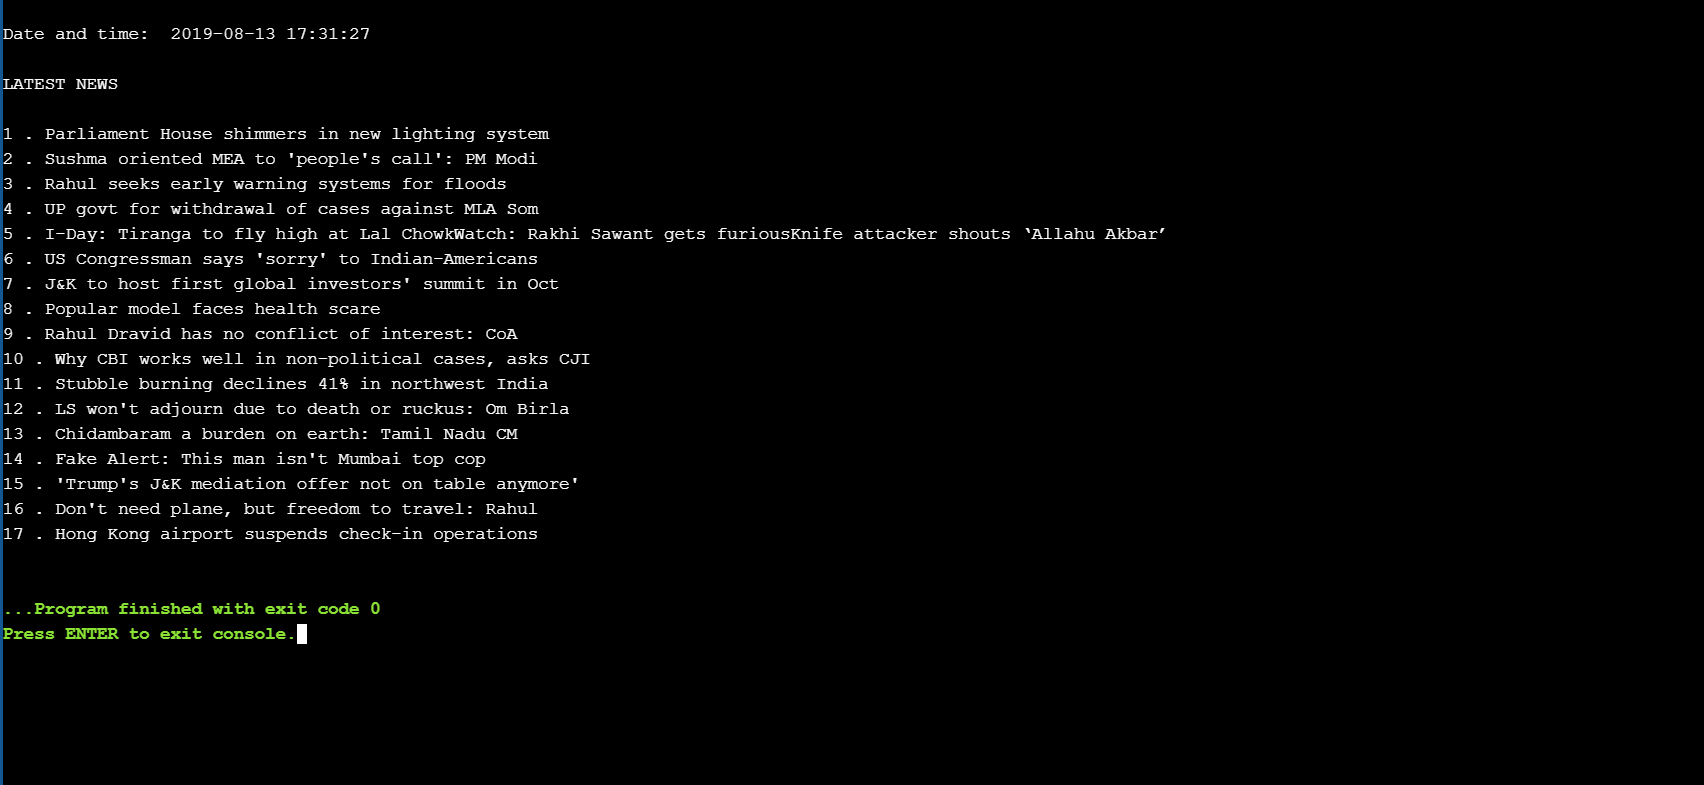 Date and time:  2019-08-13 17:31:27
LATEST NEWS
1 . Parliament House shimmers in new lighting system
2 . Sushma oriented MEA to 'people's call': PM Modi
3 . Rahul seeks early warning systems for floods
4 . UP govt for withdrawal of cases against MLA Som
5 . I-Day: Tiranga to fly high at Lal ChowkWatch: Rakhi Sawant gets furiousKnife attacker shouts ‘Allahu Akbar’
6 . US Congressman says 'sorry' to Indian-Americans
7 . J&K to host first global investors' summit in Oct
8 . Popular model faces health scare
9 . Rahul Dravid has no conflict of interest: CoA
10 . Why CBI works well in non-political cases, asks CJI
11 . Stubble burning declines 41% in northwest India
12 . LS won't adjourn due to death or ruckus: Om Birla
13 . Chidambaram a burden on earth: Tamil Nadu CM
14 . Fake Alert: This man isn't Mumbai top cop
15 . 'Trump's J&K mediation offer not on table anymore'
16 . Don't need plane, but freedom to travel: Rahul
17 . Hong Kong airport suspends check-in operations
...Program finished with exit code 0
Press ENTER to exit console.